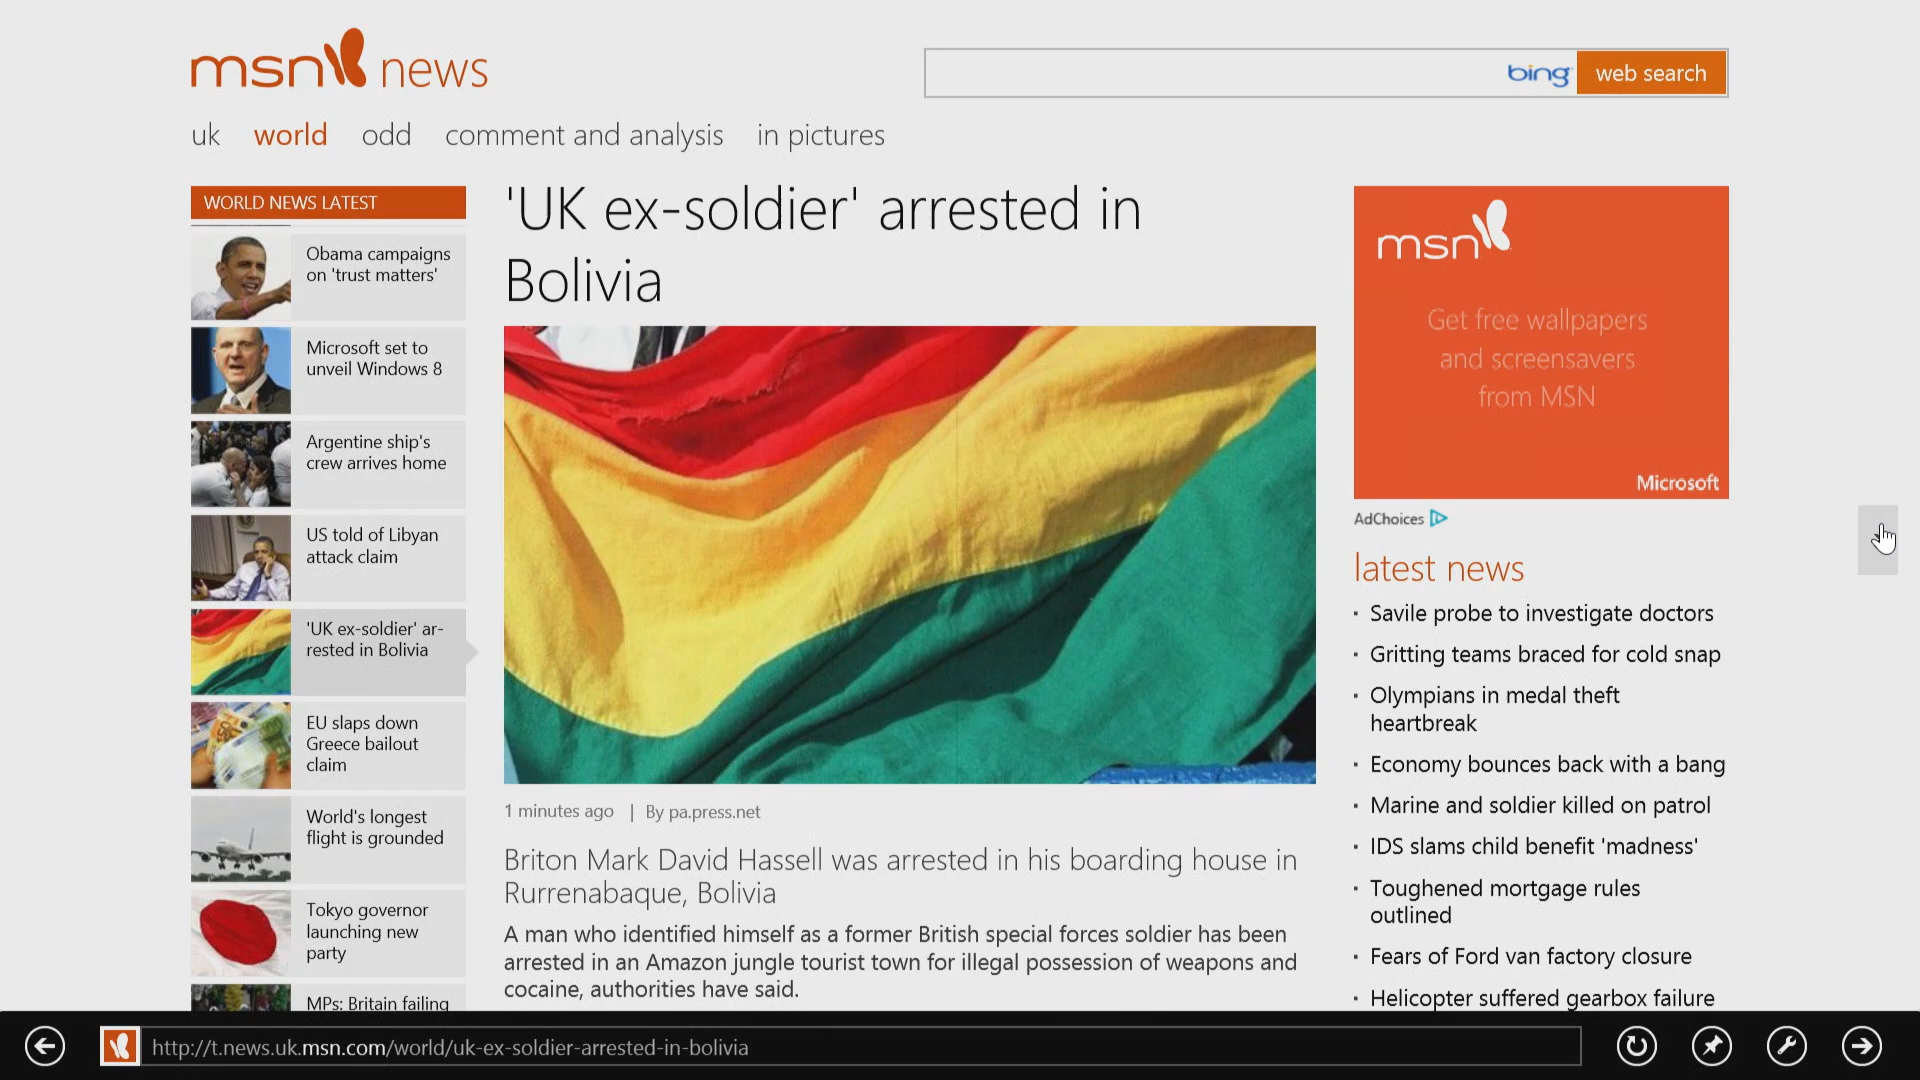 msn news
bing web search
uk world odd comment and analysis in pictures
WORLD NEWS LATEST
Obama campaigns
on 'trust matters'
Microsoft set to
unveil Windows 8
Argentine ship's
crew arrives home
US told of Libyan
attack claim
'UK ex-soldier' ar-
rested in Bolivia
EU slaps down
Greece bailout
claim
World's longest
flight is grounded
Tokyo governor
launching new
party
MPs: Britain failing
'UK ex-soldier' arrested in
Bolivia
1 minutes ago | By pa.press.net
Briton Mark David Hassell was arrested in his boarding house in
Rurrenabaque, Bolivia
A man who identified himself as a former British special forces soldier has been
arrested in an Amazon jungle tourist town for illegal possession of weapons and
cocaine, authorities have said.
msn
Get free wallpapers
and screensavers
from MSN
Microsoft
AdChoices
latest news
· Savile probe to investigate doctors
· Gritting teams braced for cold snap
· Olympians in medal theft
heartbreak
· Economy bounces back with a bang
· Marine and soldier killed on patrol
· IDS slams child benefit 'madness'
· Toughened mortgage rules
outlined
· Fears of Ford van factory closure
· Helicopter suffered gearbox failure
http://t.news.uk.msn.com/world/uk-ex-soldier-arrested-in-bolivia